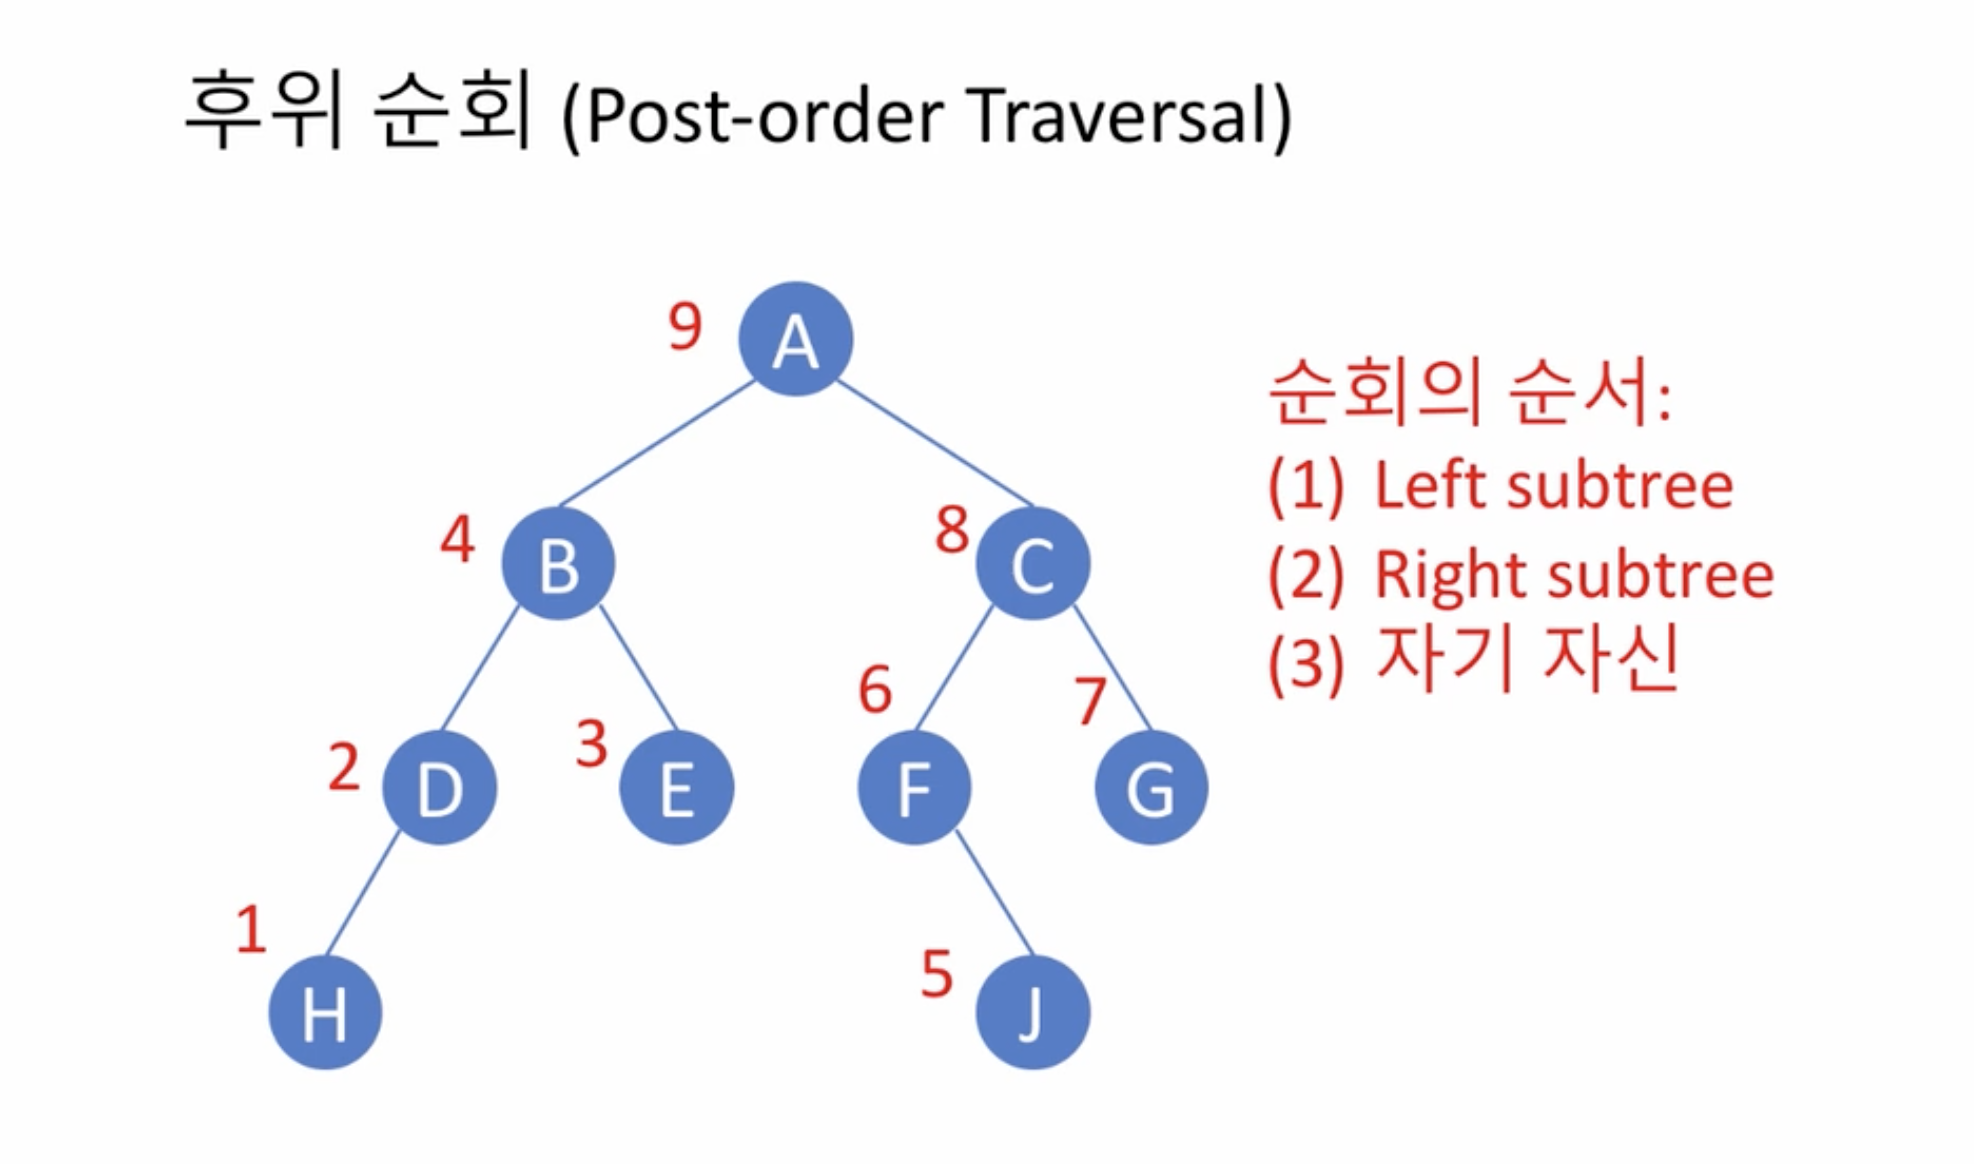 후위 순회 (Post-order Traversal)
9 A
4 B 8 C
2 D 3 E 6 F 7 G
1 H 5 J
순회의 순서:
(1) Left subtree
(2) Right subtree
(3) 자기 자신